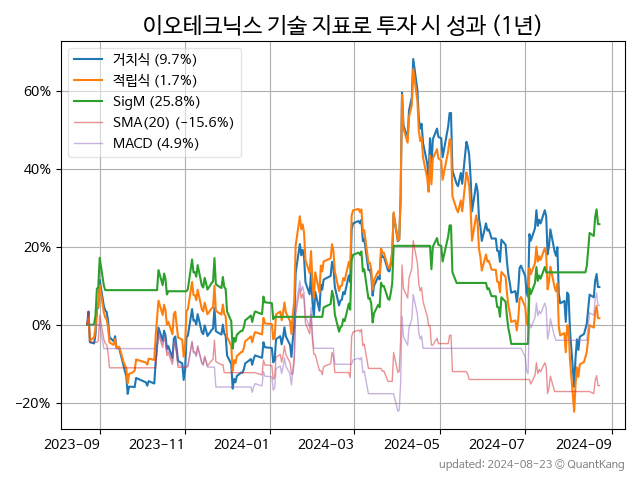 이오테크닉스 기술 지표로 투자 시 성과 (1년)
거치식 (9.7%)
적립식 (1.7%)
SigM (25.8%)
SMA(20) (−15.6%)
MACD (4.9%)
60%
40%
20%
0%
−20%
2023-09 2023-11 2024-01 2024-03 2024-05 2024-07 2024-09
updated: 2024-08-23 ⓒ QuantKang